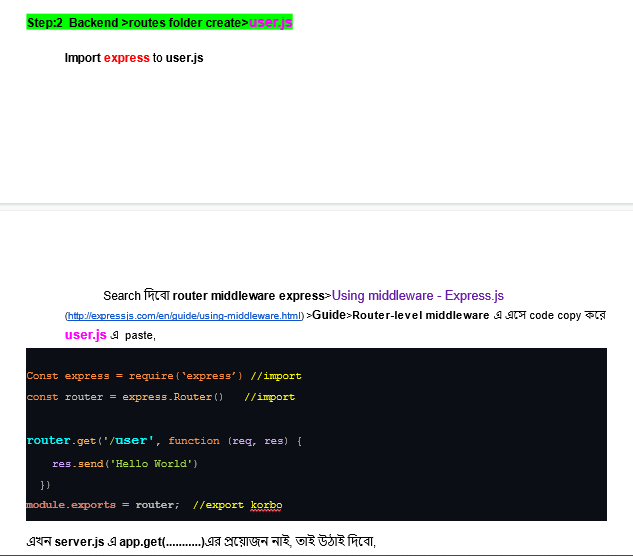 Step:2 Backend >routes folder create>user.js
Import express to user.js
Search দিবো router middleware express>Using middleware - Express.js
(http://expressjs.com/en/guide/using-middleware.html) >Guide>Router-level middleware এ এসে code copy করে
user.js এ paste,
Const express = require(‘express’) //import
const router = express.Router() //import
router.get('/user', function (req, res) {
res.send('Hello World')
})
module.exports = router; //export korbo
এখন server.js এ app.get(...........)এর প্রয়োজন নাই, তাই উঠাই দিবো,